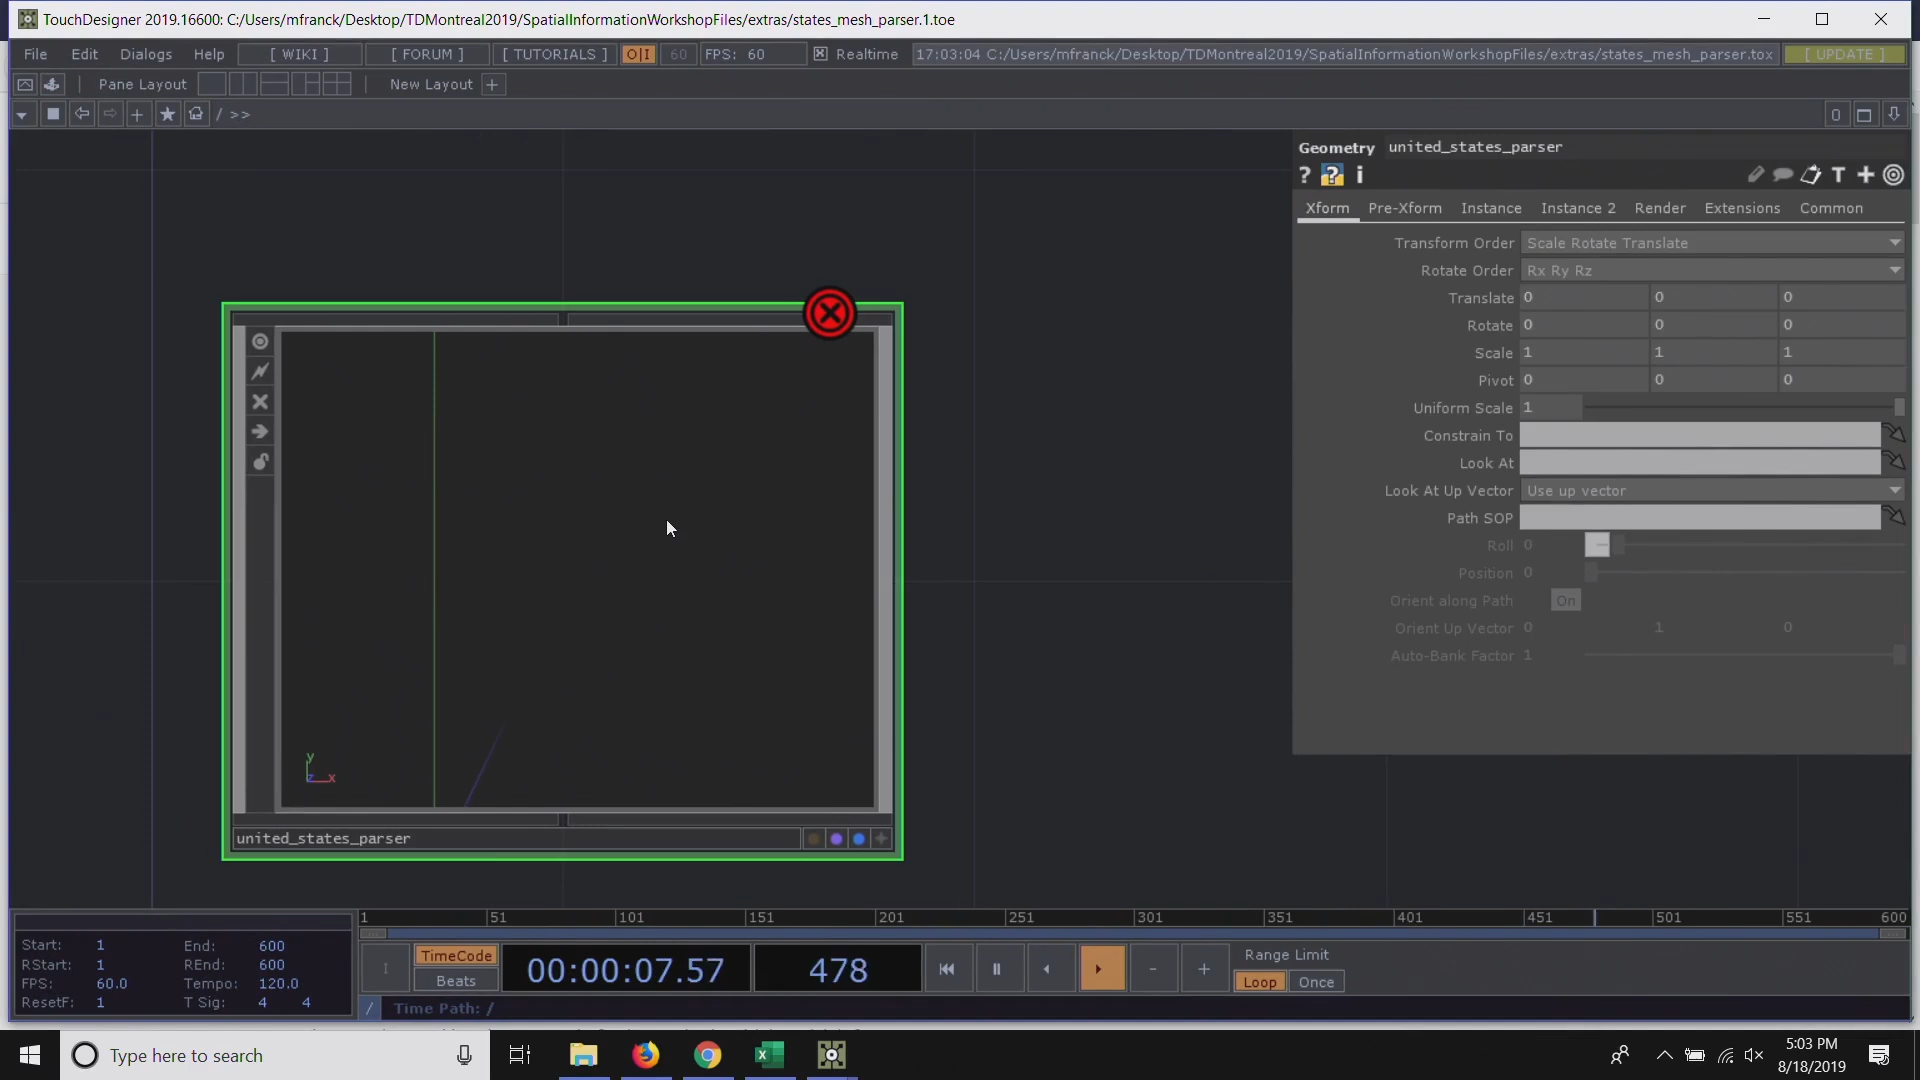 TouchDesigner 2019.16600: C:/Users/mfranck/Desktop/TDMontreal2019/SpatialInformationWorkshopFiles/extras/states_mesh_parser.1.toe
File Edit Dialogs Help [ WIKI ] [ FORUM ] [ TUTORIALS ] O|I 60 FPS: 60 Realtime 17:03:04 C:/Users/mfranck/Desktop/TDMontreal2019/SpatialInformationWorkshopFiles/extras/states_mesh_parser.tox [ UPDATE ]
Pane Layout New Layout +
/ >> 0
Geometry united_states_parser
? ? i T
Xform Pre-Xform Instance Instance 2 Render Extensions Common
Transform Order Scale Rotate Translate
Rotate Order Rx Ry Rz
Translate 0 0 0
Rotate 0 0 0
Scale 1 1 1
Pivot 0 0 0
Uniform Scale 1
Constrain To
Look At
Look At Up Vector Use up vector
Path SOP
Roll 0
Position 0
Orient along Path On
Orient Up Vector 0 1 0
Auto-Bank Factor 1
y
z x
united_states_parser
1 51 101 151 201 251 301 351 401 451 501 551 600
Start: 1 End: 600
RStart: 1 REnd: 600
FPS: 60.0 Tempo: 120.0
ResetF: 1 T Sig: 4 4
I TimeCode 00:00:07.57 478 - + Range Limit
Beats Loop Once
/ Time Path: /
Type here to search
5:03 PM
8/18/2019